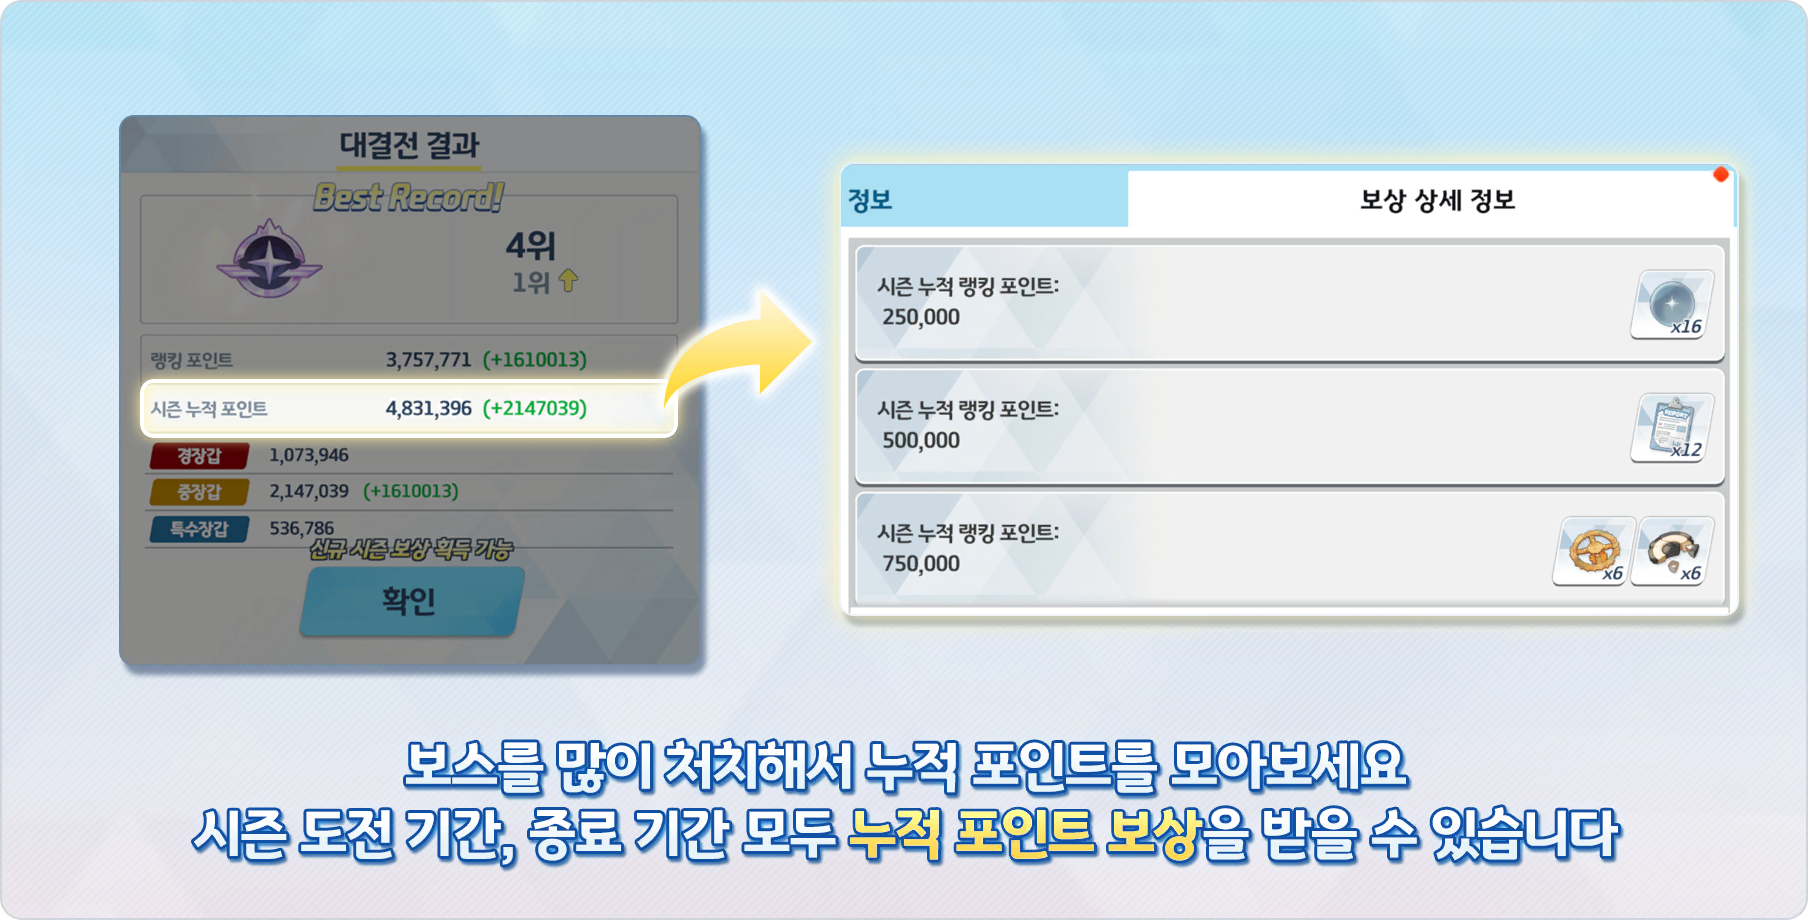 대결전 결과
Best Record!
4위
1위
랭킹 포인트 3,757,771 (+1610013)
시즌 누적 포인트 4,831,396 (+2147039)
경장갑 1,073,946
중장갑 2,147,039 (+1610013)
특수장갑 536,786
신규 시즌 보상 획득 가능
확인
정보
보상 상세 정보
시즌 누적 랭킹 포인트:
250,000
x16
시즌 누적 랭킹 포인트:
500,000
REPORT
x12
시즌 누적 랭킹 포인트:
750,000
x6
x6
보스를 많이 처치해서 누적 포인트를 모아보세요
시즌 도전 기간, 종료 기간 모두 누적 포인트 보상을 받을 수 있습니다